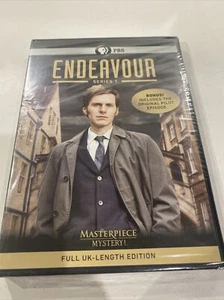 PBS
ENDEAVOUR
SERIES 1
BONUS!
INCLUDES THE
ORIGINAL PILOT
EPISODE
MASTERPIECE
MYSTERY!
FULL UK-LENGTH EDITION